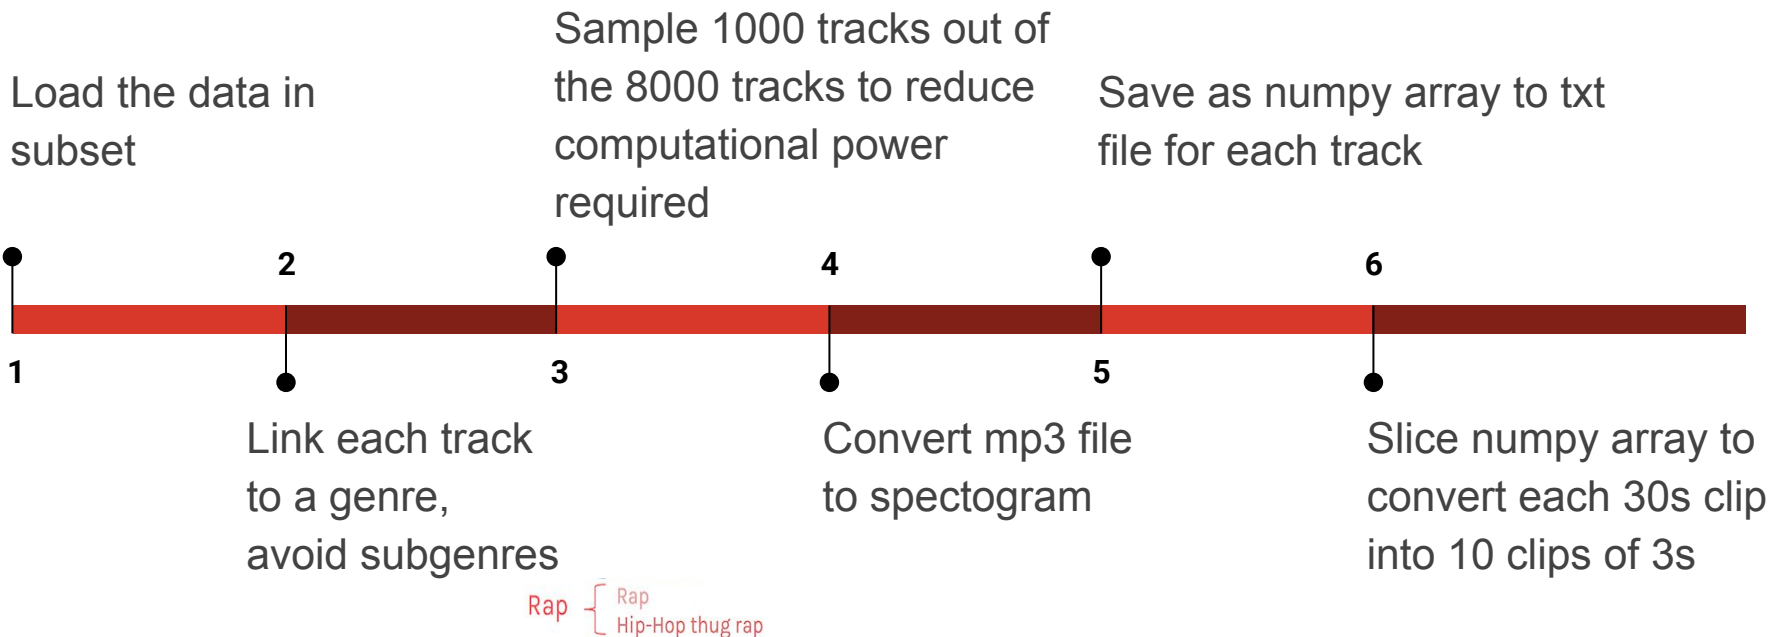 Load the data in
subset
1
2
Link each track
to a genre,
avoid subgenres
Rap
Rap
Hip-Hop thug rap
Sample 1000 tracks out of
the 8000 tracks to reduce
computational power
required
3
4
Convert mp3 file
to spectogram
Save as numpy array to txt
file for each track
5
6
Slice numpy array to
convert each 30s clip
into 10 clips of 3s